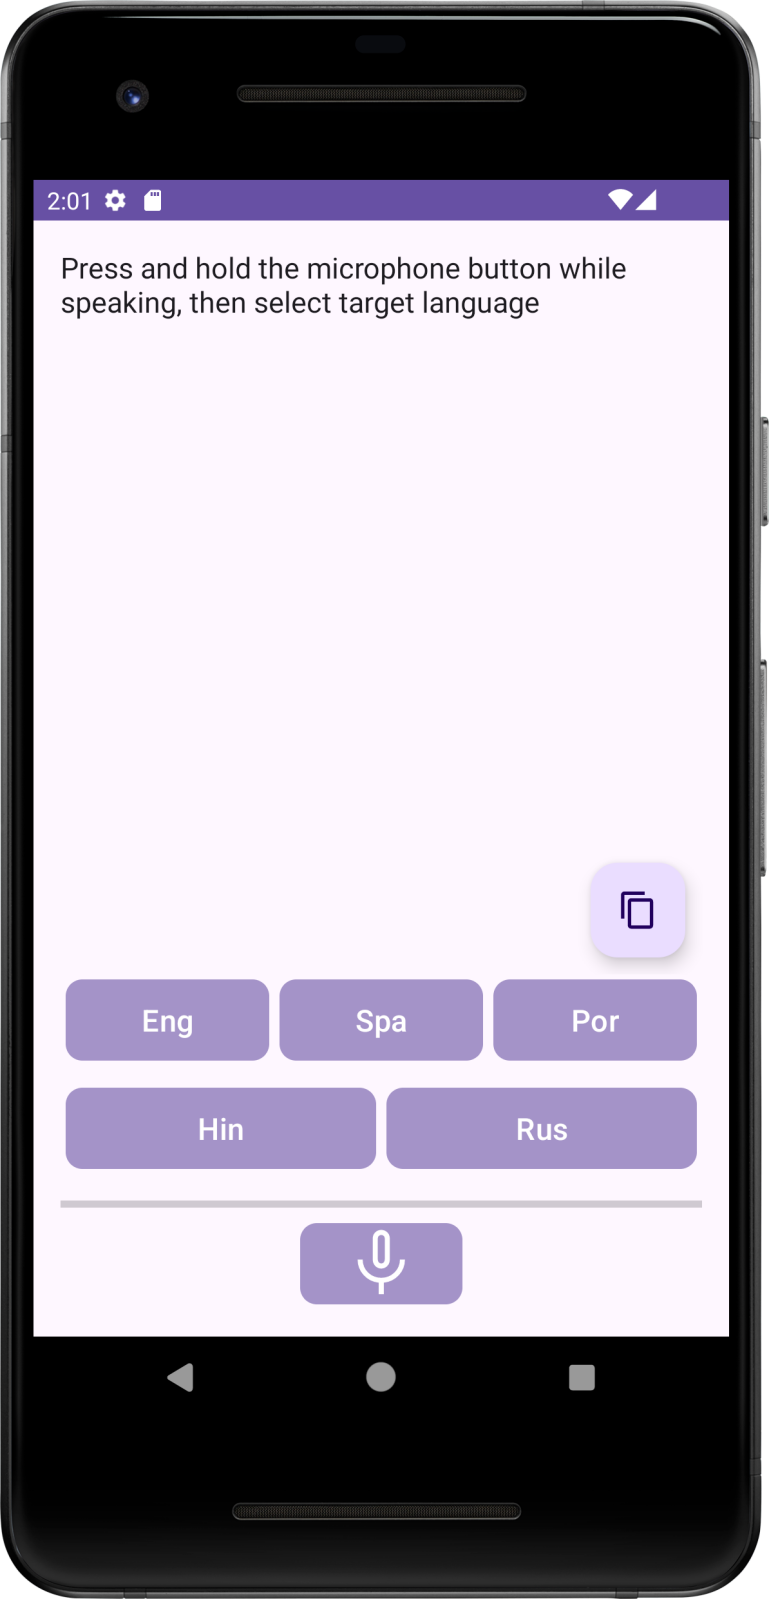 2:01
Press and hold the microphone button while
speaking, then select target language
Eng Spa Por
Hin Rus